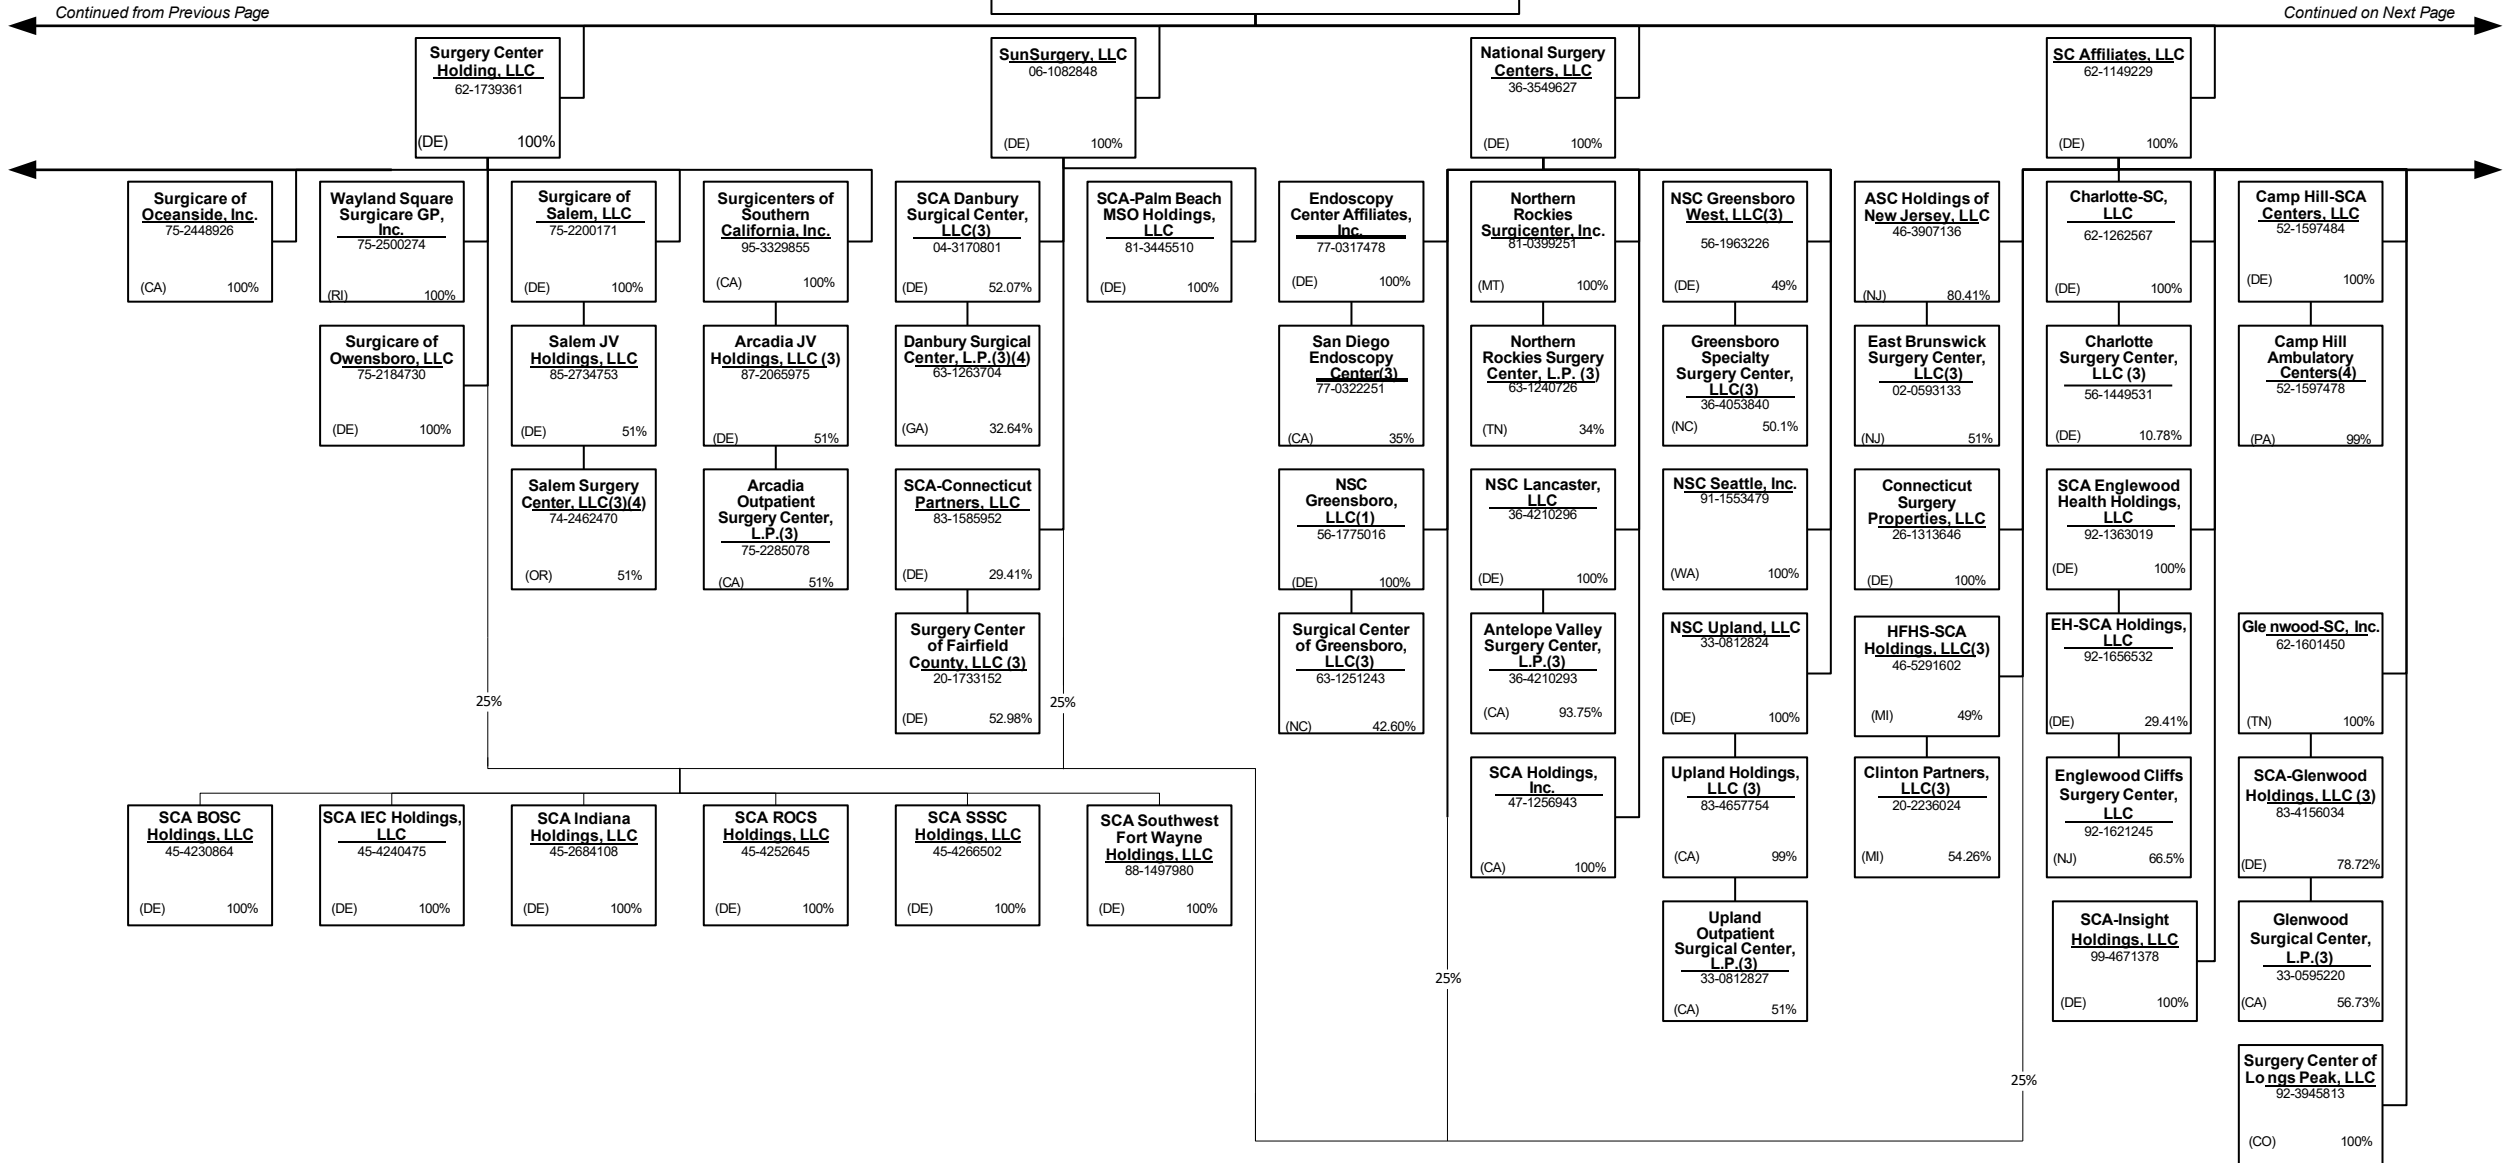 Continued from Previous Page
Continued on Next Page
Surgery Center
Holding, LLC
62-1739361
(DE) 100%
SunSurgery, LLC
06-1082848
(DE) 100%
National Surgery
Centers, LLC
36-3549627
(DE) 100%
SC Affiliates, LLC
62-1149229
(DE) 100%
Surgicare of
Oceanside, Inc.
75-2448926
(CA) 100%
Wayland Square
Surgicare GP,
Inc.
75-2500274
(RI) 100%
Surgicare of
Salem, LLC
75-2200171
(DE) 100%
Surgicenters of
Southern
California, Inc.
95-3329855
(CA) 100%
SCA Danbury
Surgical Center,
LLC(3)
04-3170801
(DE) 52.07%
SCA-Palm Beach
MSO Holdings,
LLC
81-3445510
(DE) 100%
Endoscopy
Center Affiliates,
Inc.
77-0317478
(DE) 100%
Northern
Rockies
Surgicenter, Inc.
81-0399251
(MT) 100%
NSC Greensboro
West, LLC(3)
56-1963226
(DE) 49%
ASC Holdings of
New Jersey, LLC
46-3907136
(NJ) 80.41%
Charlotte-SC,
LLC
62-1262567
(DE) 100%
Camp Hill-SCA
Centers, LLC
52-1597484
(DE) 100%
Surgicare of
Owensboro, LLC
75-2184730
(DE) 100%
Salem JV
Holdings, LLC
85-2734753
(DE) 51%
Arcadia JV
Holdings, LLC (3)
87-2065975
(DE) 51%
Danbury Surgical
Center, L.P.(3)(4)
63-1263704
(GA) 32.64%
San Diego
Endoscopy
Center(3)
77-0322251
(CA) 35%
Northern
Rockies Surgery
Center, L.P. (3)
63-1240726
(TN) 34%
Greensboro
Specialty
Surgery Center,
LLC(3)
36-4053840
(NC) 50.1%
East Brunswick
Surgery Center,
LLC(3)
02-0593133
(NJ) 51%
Charlotte
Surgery Center,
LLC (3)
56-1449531
(DE) 10.78%
Camp Hill
Ambulatory
Centers(4)
52-1597478
(PA) 99%
Salem Surgery
Center, LLC(3)(4)
74-2462470
(OR) 51%
Arcadia
Outpatient
Surgery Center,
L.P.(3)
75-2285078
(CA) 51%
SCA-Connecticut
Partners, LLC
83-1585952
(DE) 29.41%
NSC
Greensboro,
LLC(1)
56-1775016
(DE) 100%
NSC Lancaster,
LLC
36-4210296
(DE) 100%
NSC Seattle, Inc.
91-1553479
(WA) 100%
Connecticut
Surgery
Properties, LLC
26-1313646
(DE) 100%
SCA Englewood
Health Holdings,
LLC
92-1363019
(DE) 100%
Surgery Center
of Fairfield
County, LLC (3)
20-1733152
(DE) 52.98%
Surgical Center
of Greensboro,
LLC(3)
63-1251243
(NC) 42.60%
Antelope Valley
Surgery Center,
L.P.(3)
36-4210293
(CA) 93.75%
NSC Upland, LLC
33-0812824
(DE) 100%
HFHS-SCA
Holdings, LLC(3)
46-5291602
(MI) 49%
EH-SCA Holdings,
LLC
92-1656532
(DE) 29.41%
Glenwood-SC, Inc.
62-1601450
(TN) 100%
25%
25%
SCA Holdings,
Inc.
47-1256943
(CA) 100%
Upland Holdings,
LLC (3)
83-4657754
(CA) 99%
Clinton Partners,
LLC(3)
20-2236024
(MI) 54.26%
Englewood Cliffs
Surgery Center,
LLC
92-1621245
(NJ) 66.5%
SCA-Glenwood
Holdings, LLC (3)
83-4156034
(DE) 78.72%
SCA BOSC
Holdings, LLC
45-4230864
(DE) 100%
SCA IEC Holdings,
LLC
45-4240475
(DE) 100%
SCA Indiana
Holdings, LLC
45-2684108
(DE) 100%
SCA ROCS
Holdings, LLC
45-4252645
(DE) 100%
SCA SSSC
Holdings, LLC
45-4266502
(DE) 100%
SCA Southwest
Fort Wayne
Holdings, LLC
88-1497980
(DE) 100%
Upland
Outpatient
Surgical Center,
L.P.(3)
33-0812827
(CA) 51%
SCA-Insight
Holdings, LLC
99-4671378
(DE) 100%
Glenwood
Surgical Center,
L.P.(3)
33-0595220
(CA) 56.73%
25%
25%
Surgery Center of
Longs Peak, LLC
92-3945813
(CO) 100%